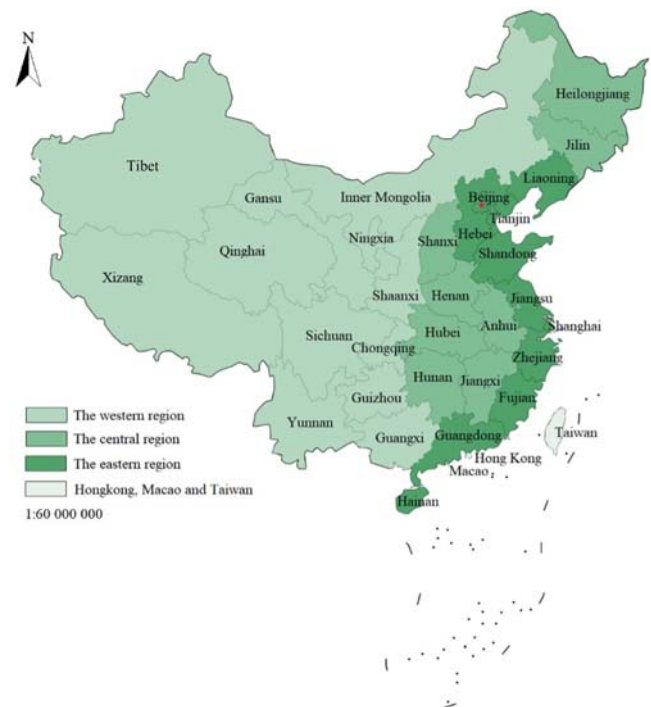 N
Heilongjiang
Jilin
Liaoning
Tibet
Gansu
Inner Mongolia
Beijing
Tianjin
Ningxia
Hebei
Shanxi
Qinghai
Shandong
Xizang
Shaanxi
Henan
Jiangsu
Anhui
Shanghai
Sichuan
Hubei
Chongqing
Zhejiang
Hunan
Jiangxi
Guizhou
Fujian
Yunnan
Guangxi
Guangdong
Taiwan
Hong Kong
Macao
Hainan
The western region
The central region
The eastern region
Hongkong, Macao and Taiwan
1:60 000 000